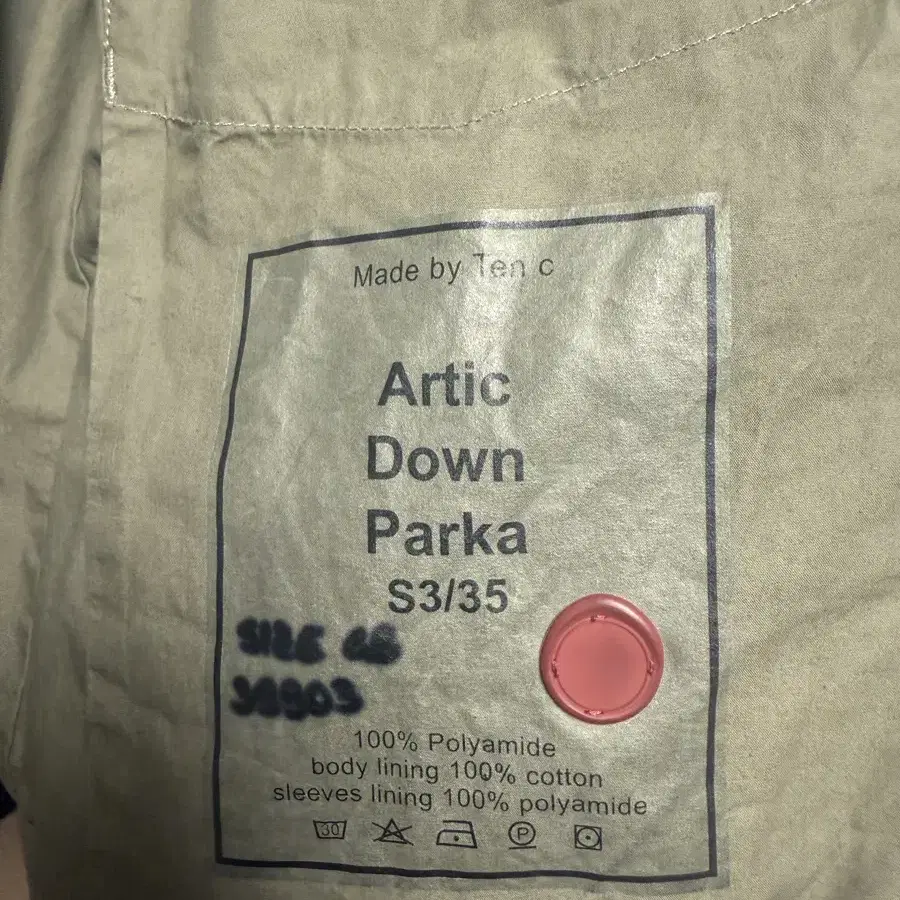 Made by Ten c
Artic
Down
Parka
S3/35
SIZE
100% Polyamide
body lining 100% cotton
sleeves lining 100% polyamide
30
P